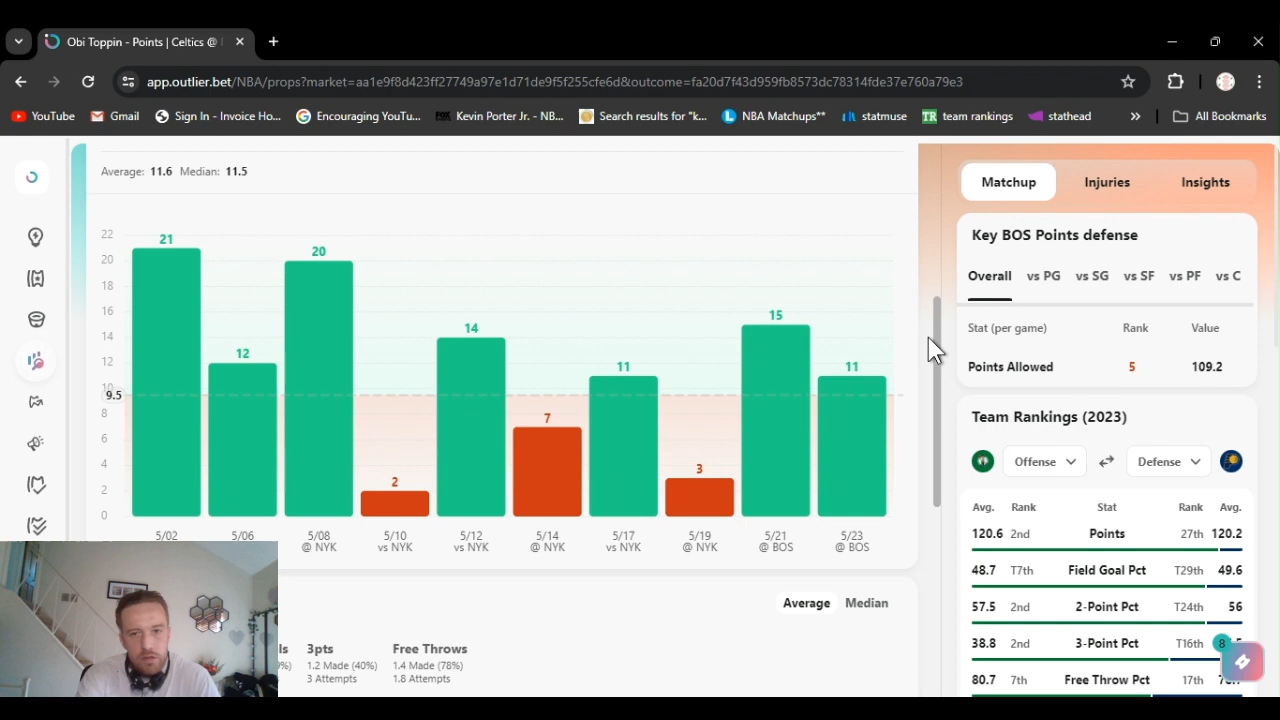 Obi Toppin - Points | Celtics @
app.outlier.bet/NBA/props?market=aa1e9f8d423ff27749a97e1d71de9f5f255cfe6d&outcome=fa20d7f43d959fb8573dc78314fde37e760a79e3
YouTube Gmail Sign In - Invoice Ho... Encouraging YouTu... FOX Kevin Porter Jr. - NB... Search results for "k... L NBA Matchups** statmuse TR team rankings stathead » All Bookmarks
Average: 11.6 Median: 11.5
22
20
18
16
14
12
10
9.5
8
6
4
2
0
21 12 20 2 14 7 11 3 15 11
5/02 5/06 5/08 5/10 5/12 5/14 5/17 5/19 5/21 5/23
@ NYK vs NYK vs NYK @ NYK vs NYK @ NYK @ BOS @ BOS
Average Median
ls 3pts Free Throws
9%) 1.2 Made (40%) 1.4 Made (78%)
3 Attempts 1.8 Attempts
Matchup Injuries Insights
Key BOS Points defense
Overall vs PG vs SG vs SF vs PF vs C
Stat (per game) Rank Value
Points Allowed 5 109.2
Team Rankings (2023)
Offense Defense
Avg. Rank Stat Rank Avg.
120.6 2nd Points 27th 120.2
48.7 T7th Field Goal Pct T29th 49.6
57.5 2nd 2-Point Pct T24th 56
38.8 2nd 3-Point Pct T16th 8
80.7 7th Free Throw Pct 17th